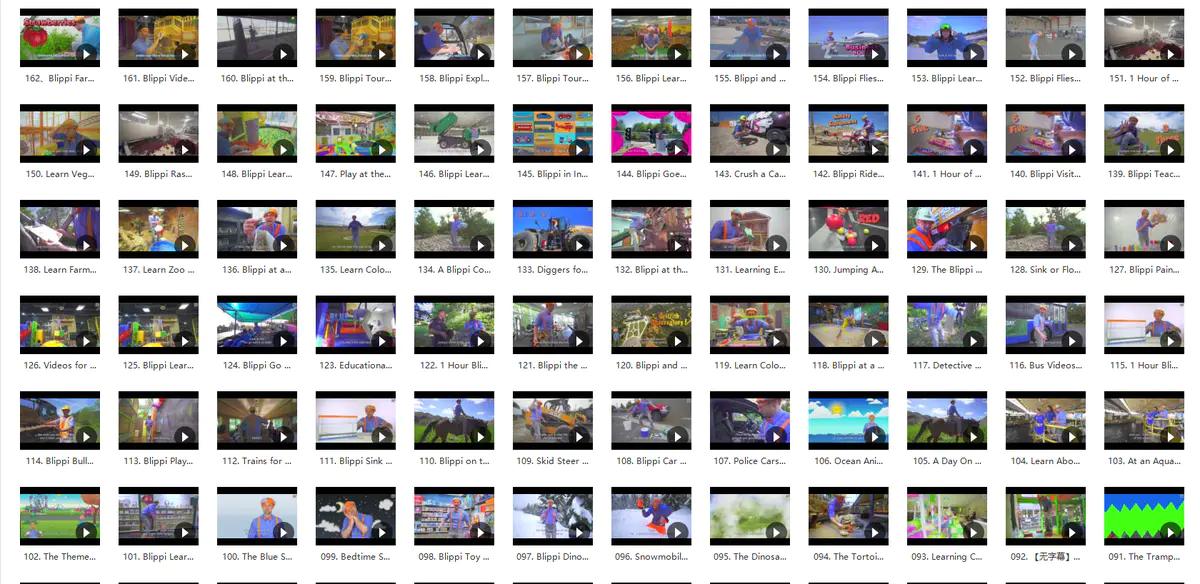 Strawberries
162、Blippi Far...
161. Blippi Vide...
160. Blippi at th...
159. Blippi Tour...
158. Blippi Expl...
157. Blippi Tour...
156. Blippi Lear...
155. Blippi and ...
154. Blippi Flies...
153. Blippi Lear...
152. Blippi Flies...
151. 1 Hour of ...
150. Learn Veg...
149. Blippi Ras...
148. Blippi Lear...
147. Play at the...
146. Blippi Lear...
145. Blippi in In...
144. Blippi Goe...
143. Crush a Ca...
142. Blippi Ride...
141. 1 Hour of ...
140. Blippi Visit...
139. Blippi Teac...
138. Learn Farm...
137. Learn Zoo ...
136. Blippi at a...
135. Learn Colo...
134. A Blippi Co...
133. Diggers fo...
132. Blippi at th...
131. Learning E...
RED
130. Jumping A...
129. The Blippi ...
128. Sink or Flo...
127. Blippi Pain...
126. Videos for ...
125. Blippi Lear...
124. Blippi Go ...
BLUE
123. Educationa...
122. 1 Hour Bli...
121. Blippi the ...
120. Blippi and ...
119. Learn Colo...
118. Blippi at a ...
117. Detective ...
116. Bus Videos...
115. 1 Hour Bli...
114. Blippi Bull...
113. Blippi Play...
112. Trains for ...
111. Blippi Sink ...
110. Blippi on t...
109. Skid Steer ...
108. Blippi Car ...
107. Police Cars...
106. Ocean Ani...
105. A Day On ...
104. Learn Abo...
103. At an Aqua...
102. The Theme...
101. Blippi Lear...
100. The Blue S...
099. Bedtime S...
098. Blippi Toy ...
097. Blippi Dino...
096. Snowmobil...
095. The Dinosa...
094. The Tortoi...
093. Learning C...
092. 【无字幕】...
091. The Tramp...